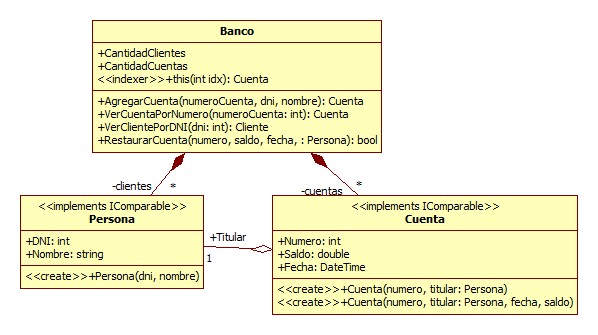 Banco
+CantidadClientes
+CantidadCuentas
<<indexer>>+this(int idx): Cuenta
+AgregarCuenta(numeroCuenta, dni, nombre): Cuenta
+VerCuentaPorNumero(numeroCuenta: int): Cuenta
+VerClientePorDNI(dni: int): Cliente
+RestaurarCuenta(numero, saldo, fecha, : Persona): bool
-clientes
*
-cuentas
*
<<implements IComparable>>
Persona
+DNI: int
+Nombre: string
<<create>>+Persona(dni, nombre)
+Titular
1
<<implements IComparable>>
Cuenta
+Numero: int
+Saldo: double
+Fecha: DateTime
<<create>>+Cuenta(numero, titular: Persona)
<<create>>+Cuenta(numero, titular: Persona, fecha, saldo)